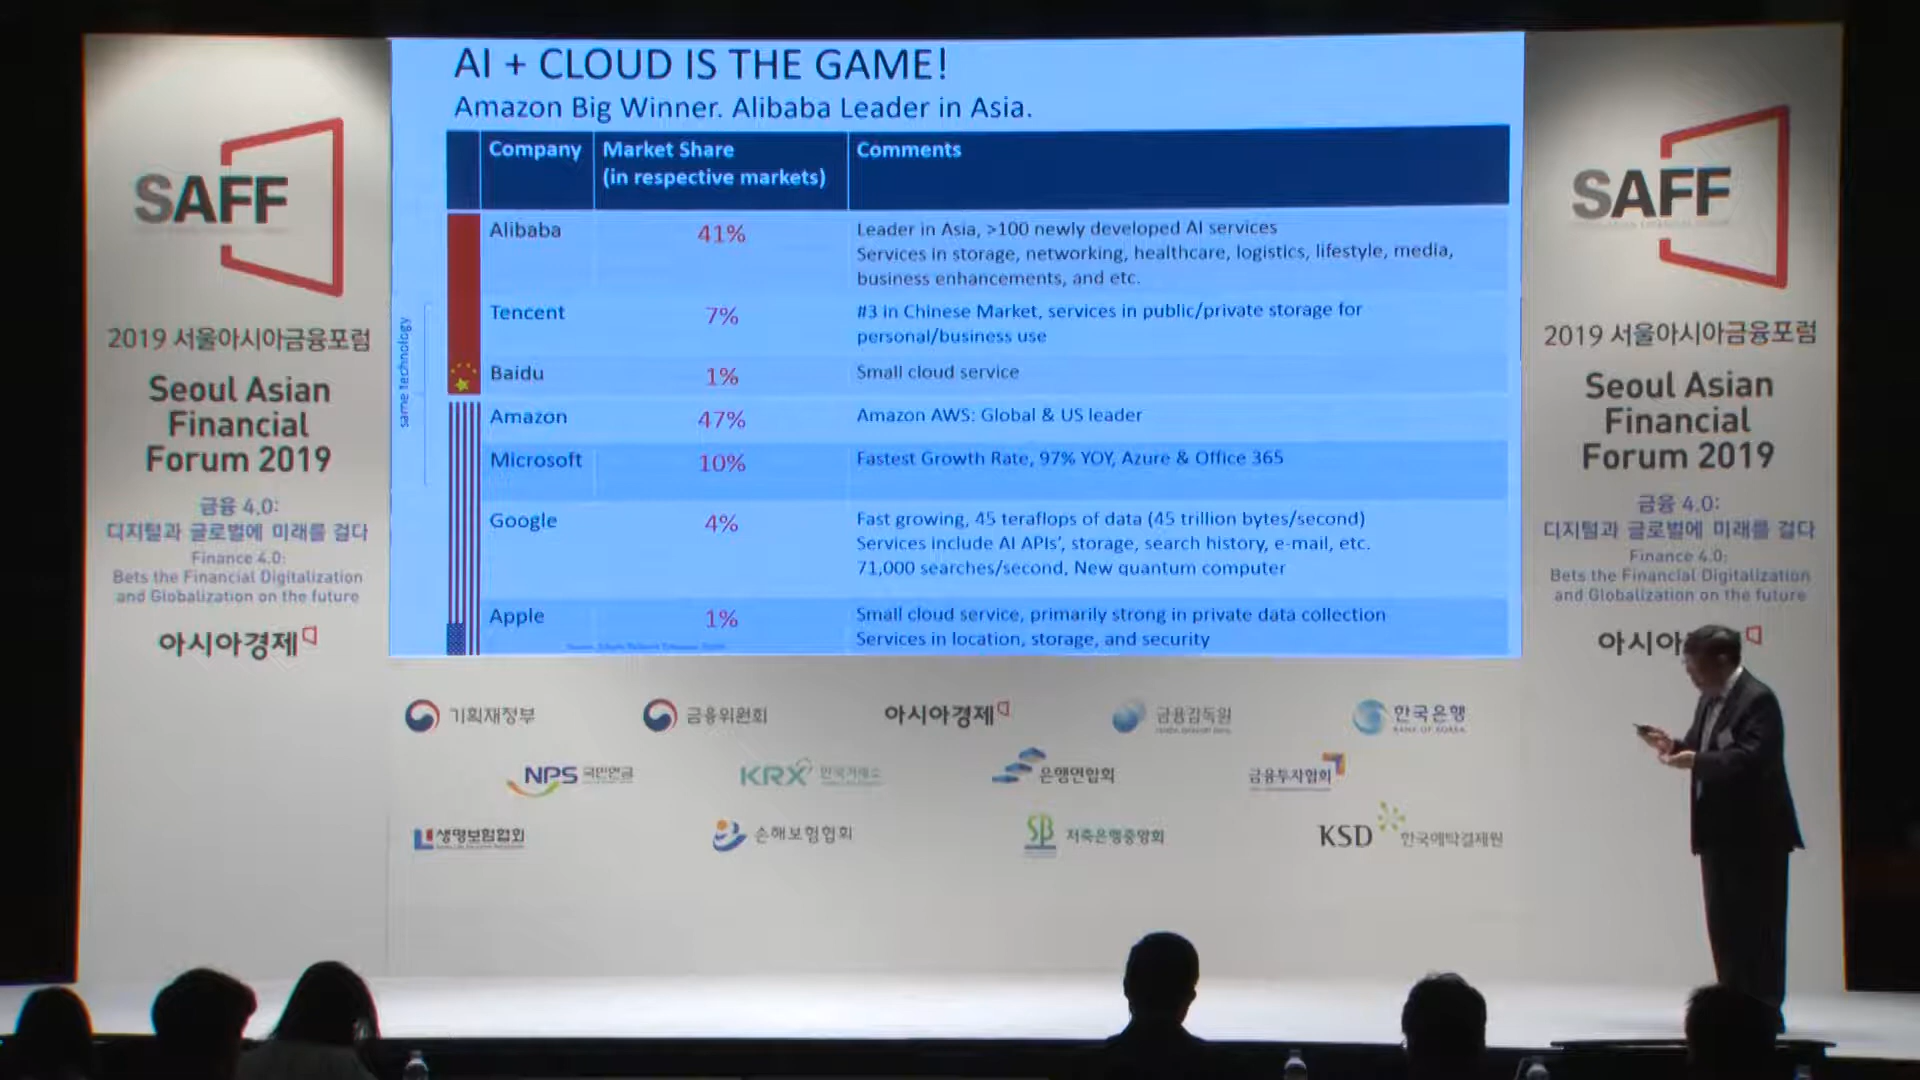 AI + CLOUD IS THE GAME!
Amazon Big Winner. Alibaba Leader in Asia.
Company
Market Share
(in respective markets)
Comments
same technology
Alibaba
41%
Leader in Asia, >100 newly developed AI services
Services in storage, networking, healthcare, logistics, lifestyle, media,
business enhancements, and etc.
Tencent
7%
#3 in Chinese Market, services in public/private storage for
personal/business use
Baidu
1%
Small cloud service
Amazon
47%
Amazon AWS: Global & US leader
Microsoft
10%
Fastest Growth Rate, 97% YOY, Azure & Office 365
Google
4%
Fast growing, 45 teraflops of data (45 trillion bytes/second)
Services include AI APIs', storage, search history, e-mail, etc.
71,000 searches/second, New quantum computer
Apple
1%
Small cloud service, primarily strong in private data collection
Services in location, storage, and security
SAFF
2019 서울아시아금융포럼
Seoul Asian
Financial
Forum 2019
금융 4.0:
디지털과 글로벌에 미래를 걸다
Finance 4.0:
Bets the Financial Digitalization
and Globalization on the future
아시아경제
SAFF
2019 서울아시아금융포럼
Seoul Asian
Financial
Forum 2019
금융 4.0:
디지털과 글로벌에 미래를 걸다
Finance 4.0:
Bets the Financial Digitalization
and Globalization on the future
아시아
기획재정부
금융위원회
아시아경제
금융감독원
한국은행
BANK OF KOREA
NPS 국민연금
KRX 한국거래소
은행연합회
금융투자협회
생명보험협회
손해보험협회
SB 저축은행중앙회
KSD 한국예탁결제원